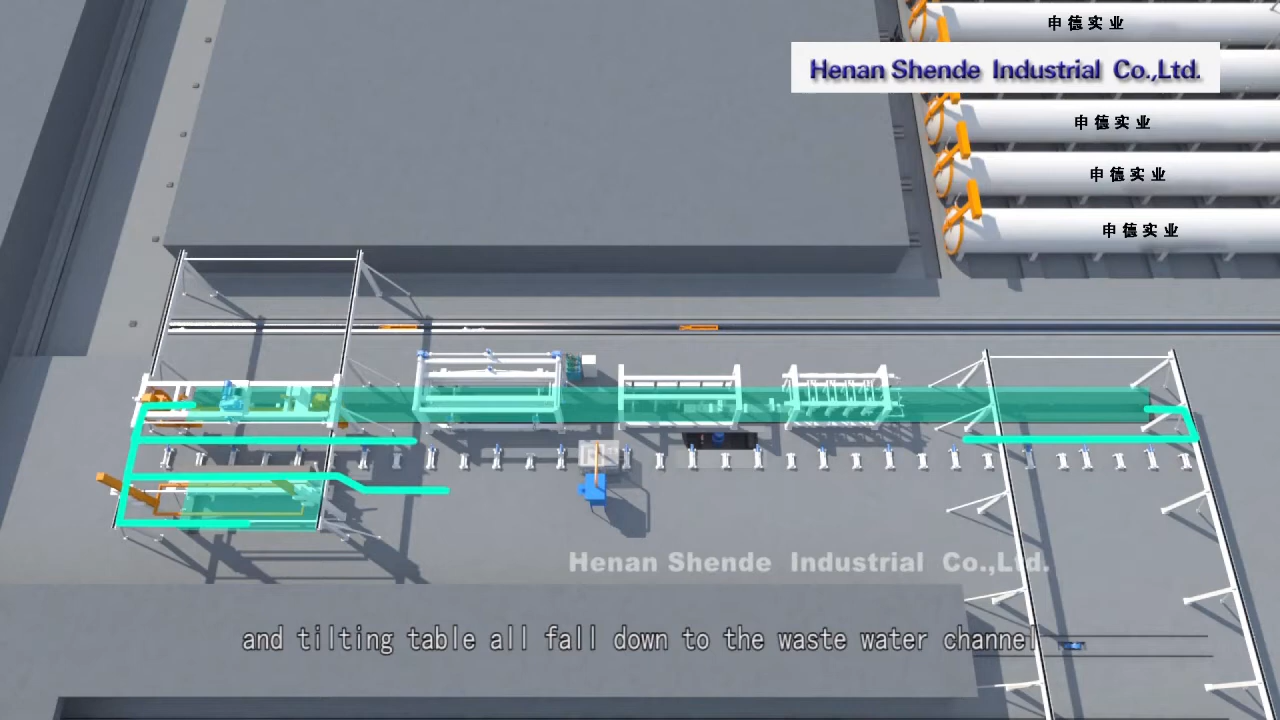 申德实业
Henan Shende Industrial Co.,Ltd.
申德实业
申德实业
申德实业
Henan Shende Industrial Co.,Ltd.
and tilting table all fall down to the waste water channel